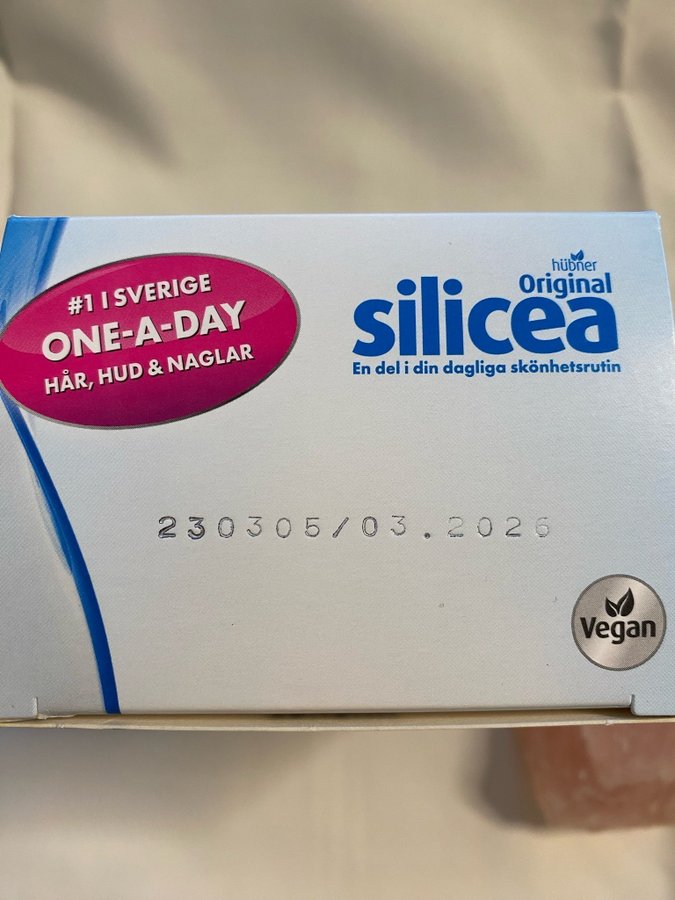 #1 I SVERIGE
ONE-A-DAY
HÅR, HUD & NAGLAR
hübner
Original
silicea
En del i din dagliga skönhetsrutin
230305/03.2026
Vegan